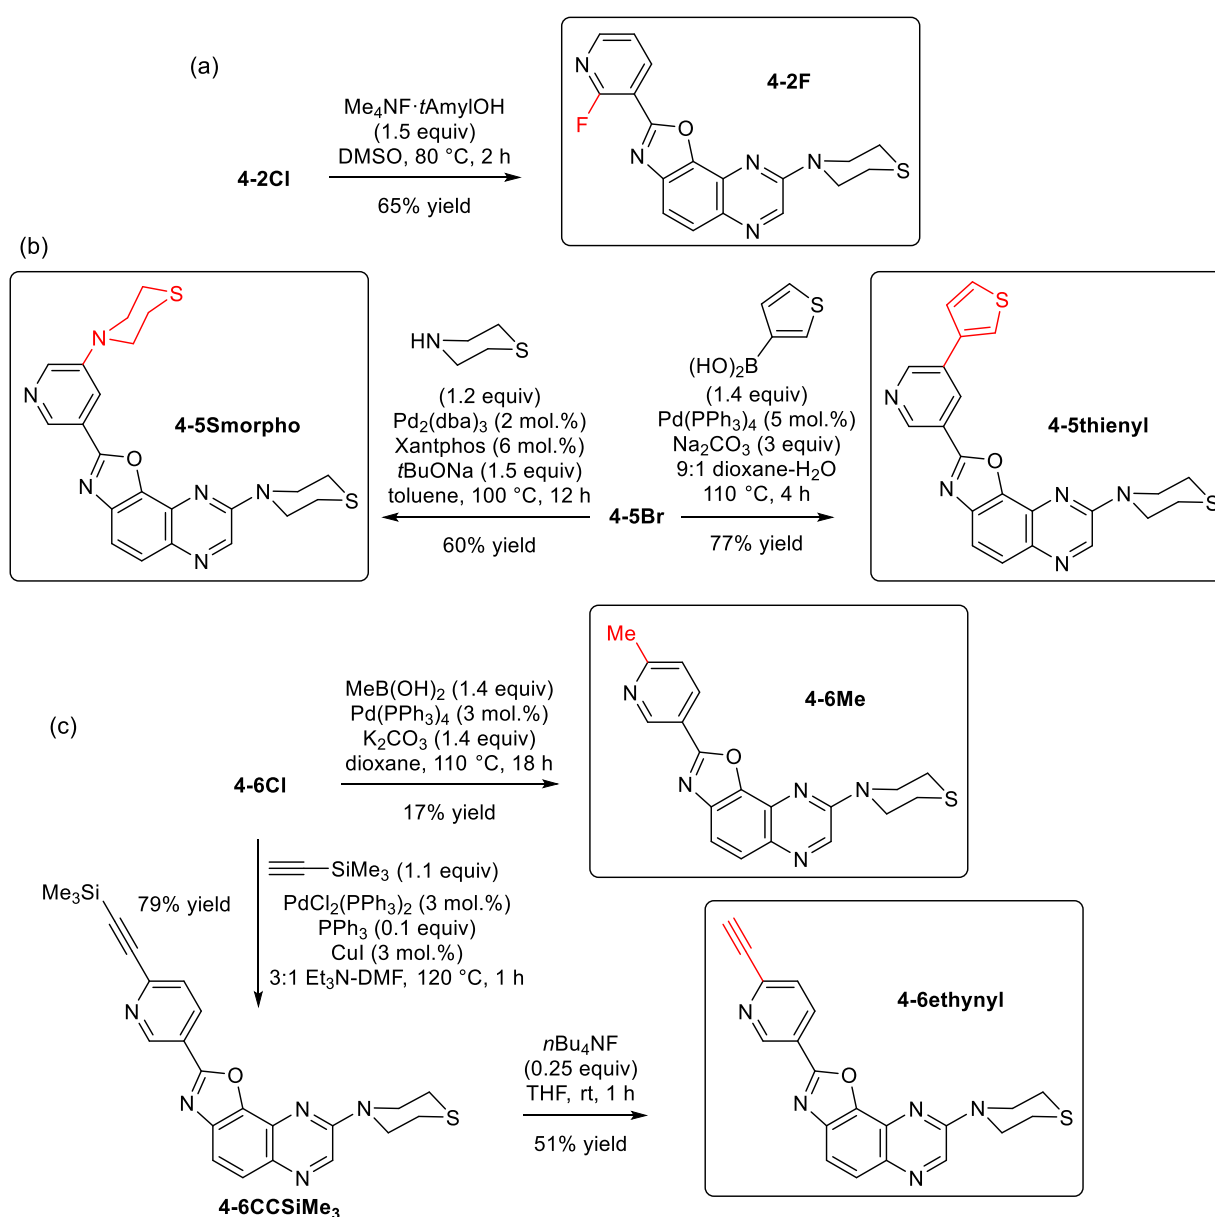 (a)
4-2Cl
Me4NF·tAmylOH
(1.5 equiv)
DMSO, 80 °C, 2 h
65% yield
4-2F
N
F
O
N
N
N
N
S
(b)
S
N
N
O
N
N
N
N
S
4-5Smorpho
HN
S
(1.2 equiv)
Pd2(dba)3 (2 mol.%)
Xantphos (6 mol.%)
tBuONa (1.5 equiv)
toluene, 100 °C, 12 h
60% yield
4-5Br
S
(HO)2B
(1.4 equiv)
Pd(PPh3)4 (5 mol.%)
Na2CO3 (3 equiv)
9:1 dioxane-H2O
110 °C, 4 h
77% yield
S
N
O
N
N
N
N
S
4-5thienyl
(c)
4-6Cl
MeB(OH)2 (1.4 equiv)
Pd(PPh3)4 (3 mol.%)
K2CO3 (1.4 equiv)
dioxane, 110 °C, 18 h
17% yield
Me
N
O
N
N
N
N
S
4-6Me
79% yield
SiMe3 (1.1 equiv)
PdCl2(PPh3)2 (3 mol.%)
PPh3 (0.1 equiv)
CuI (3 mol.%)
3:1 Et3N-DMF, 120 °C, 1 h
Me3Si
N
O
N
N
N
N
S
4-6CCSiMe3
nBu4NF
(0.25 equiv)
THF, rt, 1 h
51% yield
N
O
N
N
N
N
S
4-6ethynyl